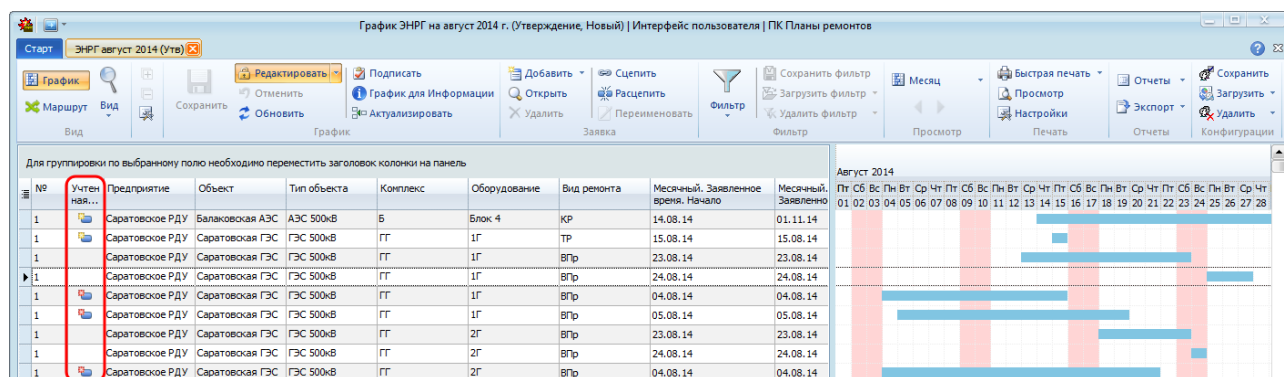 График ЭНРГ на август 2014 г. (Утверждение, Новый) | Интерфейс пользователя | ПК Планы ремонтов
Старт ЭНРГ август 2014 (Утв)
График Редактировать Подписать Добавить Сцепить Сохранить фильтр Месяц Быстрая печать Отчеты Сохранить
Отменить График для Информации Открыть Расцепить Загрузить фильтр Просмотр Загрузить
Маршрут Вид Сохранить Обновить Актуализировать Удалить Переименовать Фильтр Удалить фильтр Настройки Экспорт Удалить
Вид График Заявка Фильтр Просмотр Печать Отчеты Конфигурации
Для группировки по выбранному полю необходимо переместить заголовок колонки на панель
Август 2014
№ Учтен Предприятие Объект Тип объекта Комплекс Оборудование Вид ремонта Месячный. Заявленное Месячный. Пт Сб Вс Пн Вт Ср Чт Пт Сб Вс Пн Вт Ср Чт Пт Сб Вс Пн Вт Ср Чт Пт Сб Вс Пн Вт Ср Чт
ная... время. Начало Заявленно 01 02 03 04 05 06 07 08 09 10 11 12 13 14 15 16 17 18 19 20 21 22 23 24 25 26 27 28
1 Саратовское РДУ Балаковская АЭС АЭС 500кВ Б Блок 4 КР 14.08.14 01.11.14
1 Саратовское РДУ Саратовская ГЭС ГЭС 500кВ ГГ 1Г ТР 15.08.14 15.08.14
1 Саратовское РДУ Саратовская ГЭС ГЭС 500кВ ГГ 1Г ВПр 23.08.14 23.08.14
1 Саратовское РДУ Саратовская ГЭС ГЭС 500кВ ГГ 1Г ВПр 24.08.14 24.08.14
1 Саратовское РДУ Саратовская ГЭС ГЭС 500кВ ГГ 1Г ВПр 04.08.14 04.08.14
1 Саратовское РДУ Саратовская ГЭС ГЭС 500кВ ГГ 1Г ВПр 05.08.14 05.08.14
1 Саратовское РДУ Саратовская ГЭС ГЭС 500кВ ГГ 2Г ВПр 23.08.14 23.08.14
1 Саратовское РДУ Саратовская ГЭС ГЭС 500кВ ГГ 2Г ВПр 24.08.14 24.08.14
1 Саратовское РДУ Саратовская ГЭС ГЭС 500кВ ГГ 2Г ВПр 04.08.14 04.08.14